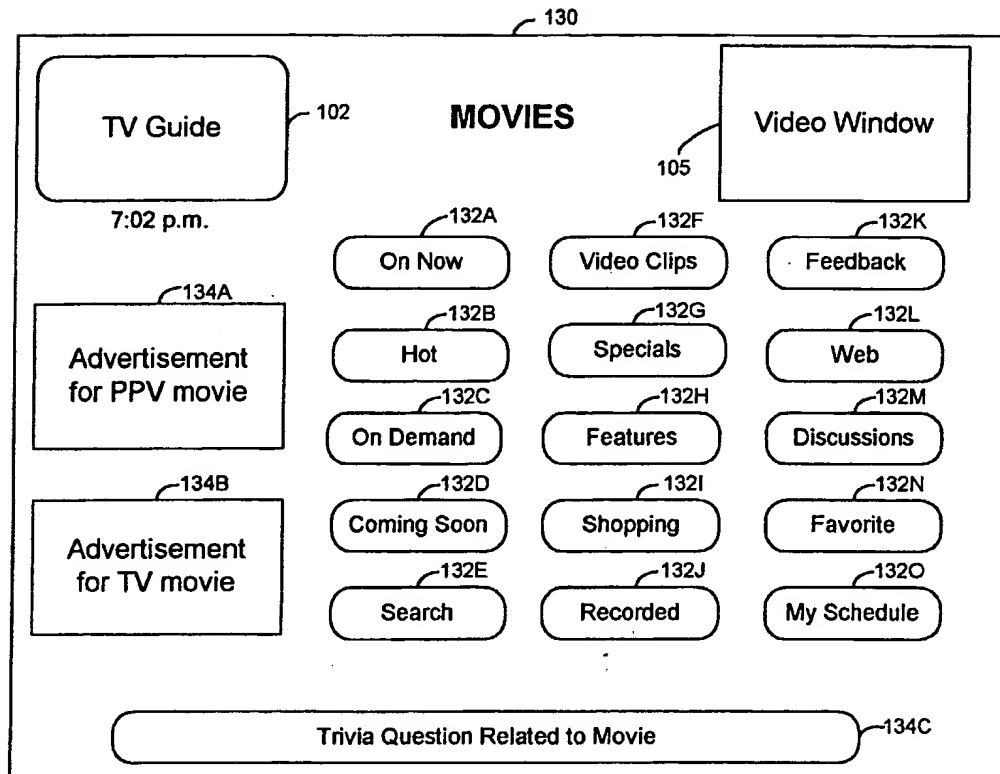 130
TV Guide
102
MOVIES
Video Window
105
7:02 p.m.
132A
132F
132K
On Now
Video Clips
Feedback
134A
132B
132G
132L
Advertisement
for PPV movie
Hot
Specials
Web
132C
132H
132M
On Demand
Features
Discussions
134B
132D
132I
132N
Advertisement
for TV movie
Coming Soon
Shopping
Favorite
132E
132J
132O
Search
Recorded
My Schedule
Trivia Question Related to Movie
134C